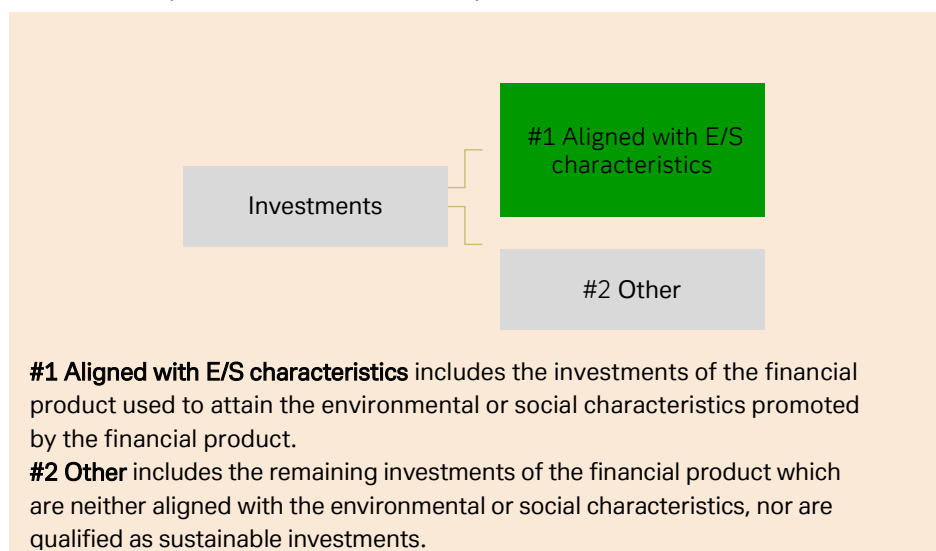 #1 Aligned with E/S
characteristics
Investments
#2 Other
#1 Aligned with E/S characteristics includes the investments of the financial
product used to attain the environmental or social characteristics promoted
by the financial product.
#2 Other includes the remaining investments of the financial product which
are neither aligned with the environmental or social characteristics, nor are
qualified as sustainable investments.